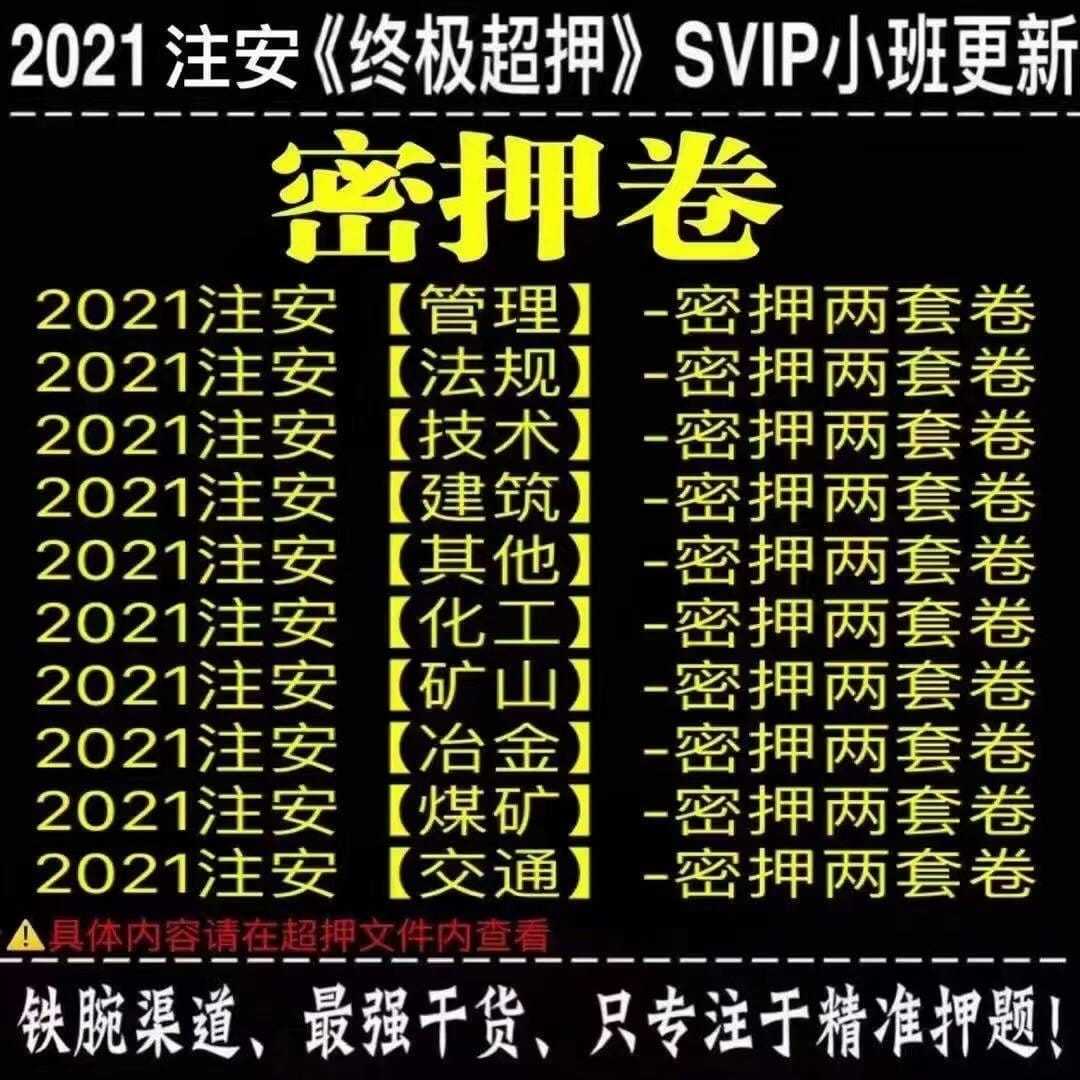 2021 注安《终极超押》SVIP小班更新
密押卷
2021注安 【管理】 -密押两套卷
2021注安 【法规】 -密押两套卷
2021注安 【技术】 -密押两套卷
2021注安 【建筑】 -密押两套卷
2021注安 【其他】 -密押两套卷
2021注安 【化工】 -密押两套卷
2021注安 【矿山】 -密押两套卷
2021注安 【冶金】 -密押两套卷
2021注安 【煤矿】 -密押两套卷
2021注安 【交通】 -密押两套卷
⚠具体内容请在超押文件内查看
铁腕渠道、最强干货、只专注于精准押题!